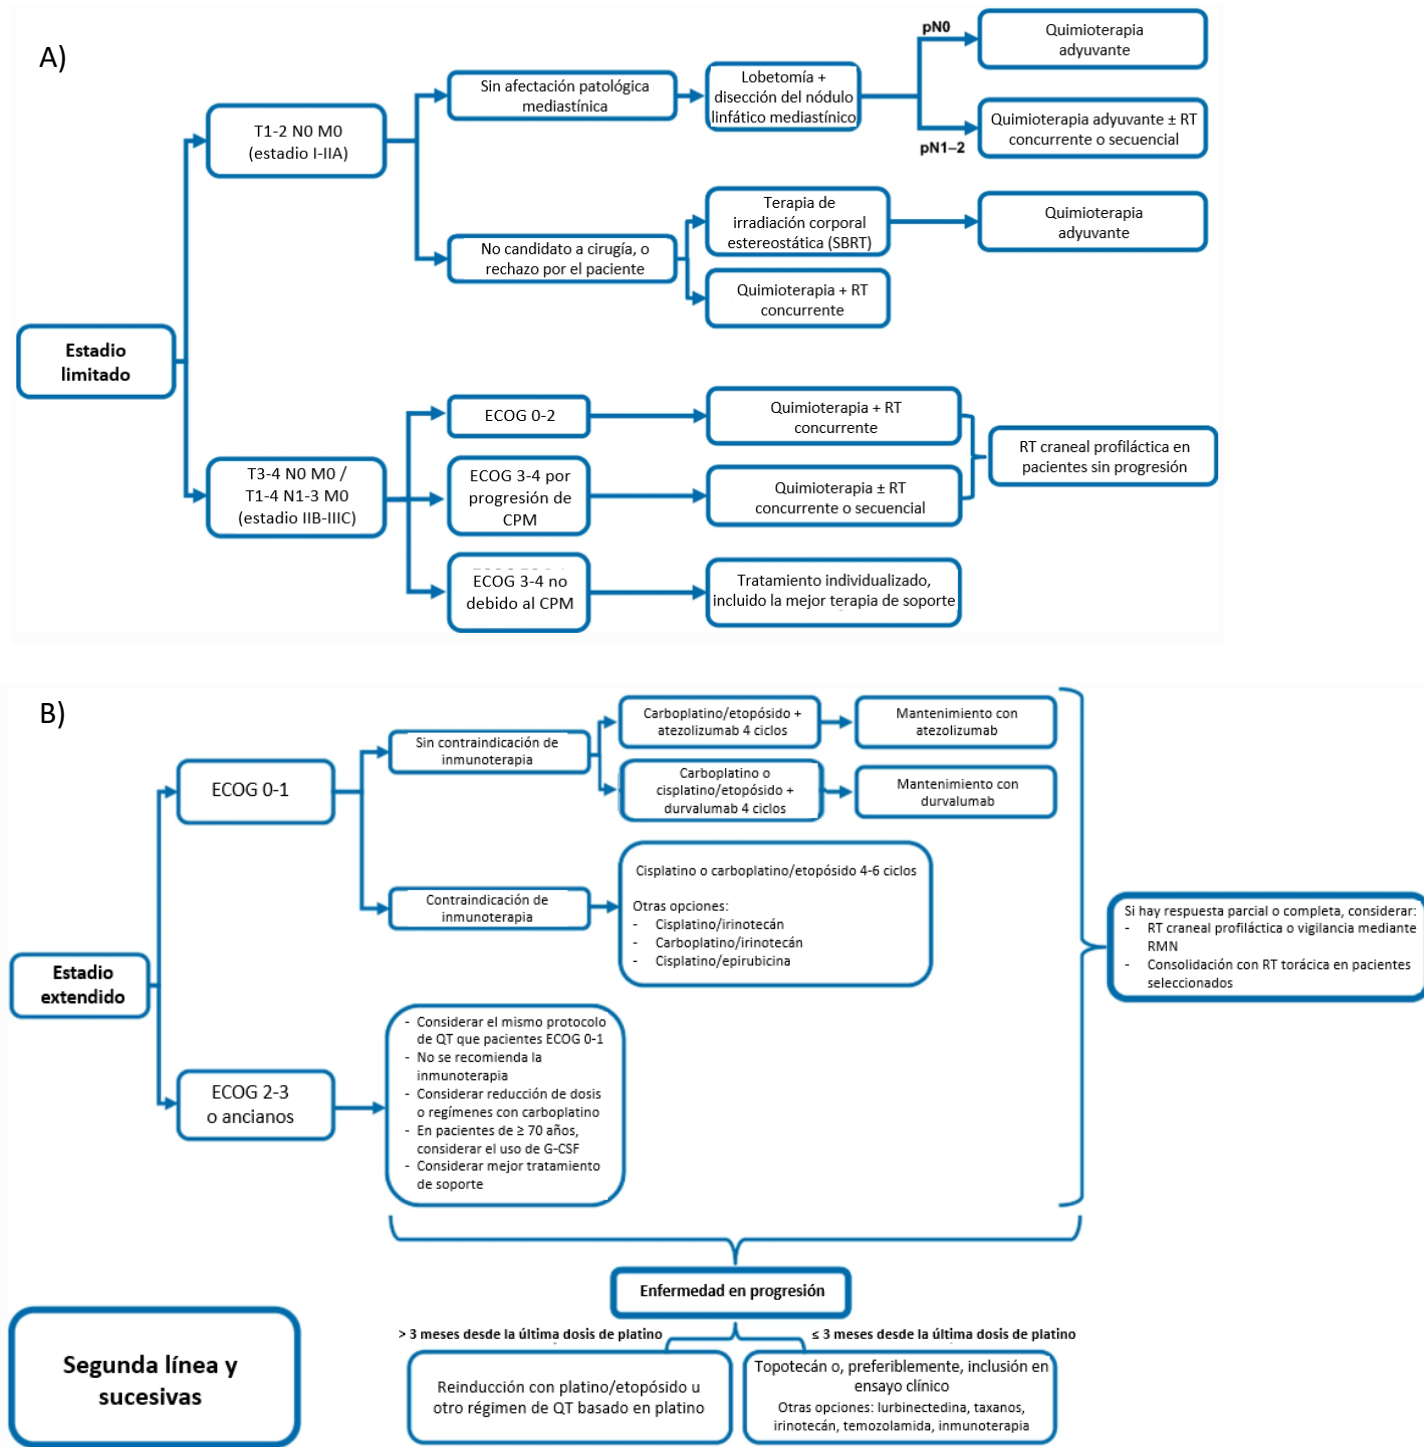 A)
Estadio
limitado
T1-2 N0 M0
(estadio I-IIA)
Sin afectación patológica
mediastínica
Lobetomía +
disección del nódulo
linfático mediastínico
pN0
Quimioterapia
adyuvante
pN1–2
Quimioterapia adyuvante ± RT
concurrente o secuencial
No candidato a cirugía, o
rechazo por el paciente
Terapia de
irradiación corporal
estereostática (SBRT)
Quimioterapia
adyuvante
Quimioterapia + RT
concurrente
T3-4 N0 M0 /
T1-4 N1-3 M0
(estadio IIB-IIIC)
ECOG 0-2
Quimioterapia + RT
concurrente
ECOG 3-4 por
progresión de
CPM
Quimioterapia ± RT
concurrente o secuencial
RT craneal profiláctica en
pacientes sin progresión
ECOG 3-4 no
debido al CPM
Tratamiento individualizado,
incluido la mejor terapia de soporte
B)
Estadio
extendido
ECOG 0-1
Sin contraindicación de
inmunoterapia
Carboplatino/etopósido +
atezolizumab 4 ciclos
Mantenimiento con
atezolizumab
Carboplatino o
cisplatino/etopósido +
durvalumab 4 ciclos
Mantenimiento con
durvalumab
Contraindicación de
inmunoterapia
Cisplatino o carboplatino/etopósido 4-6 ciclos
Otras opciones:
- Cisplatino/irinotecán
- Carboplatino/irinotecán
- Cisplatino/epirubicina
ECOG 2-3
o ancianos
- Considerar el mismo protocolo
de QT que pacientes ECOG 0-1
- No se recomienda la
inmunoterapia
- Considerar reducción de dosis
o regímenes con carboplatino
- En pacientes de ≥ 70 años,
considerar el uso de G-CSF
- Considerar mejor tratamiento
de soporte
Si hay respuesta parcial o completa, considerar:
- RT craneal profiláctica o vigilancia mediante
RMN
- Consolidación con RT torácica en pacientes
seleccionados
Enfermedad en progresión
Segunda línea y
sucesivas
> 3 meses desde la última dosis de platino
Reinducción con platino/etopósido u
otro régimen de QT basado en platino
≤ 3 meses desde la última dosis de platino
Topotecán o, preferiblemente, inclusión en
ensayo clínico
Otras opciones: lurbinectedina, taxanos,
irinotecán, temozolamida, inmunoterapia